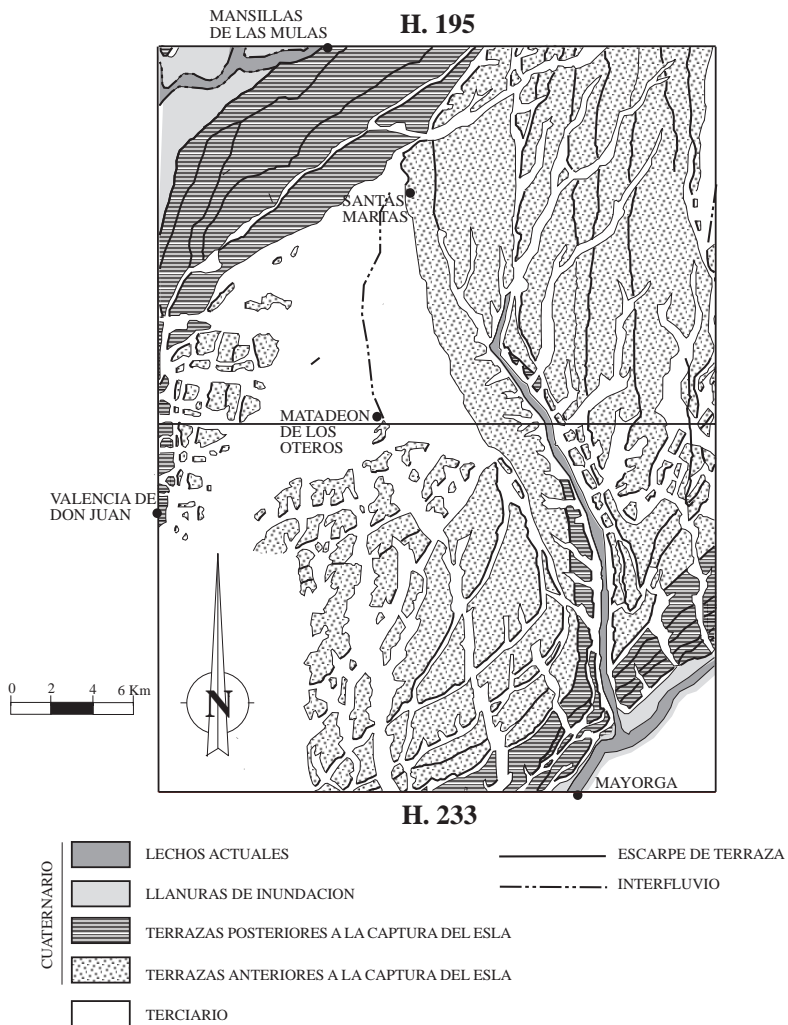 MANSILLAS
DE LAS MULAS
H. 195
SANTAS
MARTAS
MATADEON
DE LOS
OTEROS
VALENCIA DE
DON JUAN
0 2 4 6 Km
N
MAYORGA
H. 233
CUATERNARIO
LECHOS ACTUALES
LLANURAS DE INUNDACION
TERRAZAS POSTERIORES A LA CAPTURA DEL ESLA
TERRAZAS ANTERIORES A LA CAPTURA DEL ESLA
TERCIARIO
ESCARPE DE TERRAZA
INTERFLUVIO